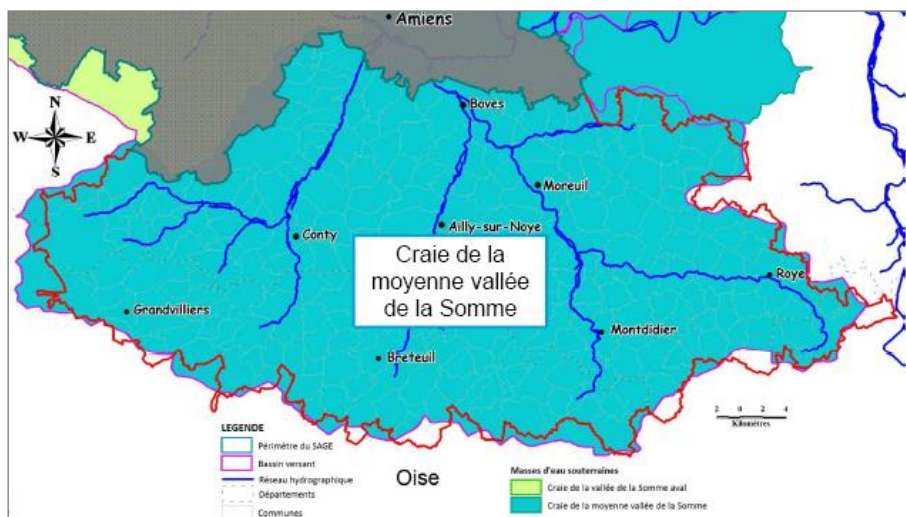 Amiens
Boves
N
W E
S
Moreuil
Ailly-sur-Noye
Conty
Craie de la
moyenne vallée
de la Somme
Roye
Grandvilliers
Montdidier
Breteuil
2 0 2 4
Kilomètres
LEGENDE
Périmètre du SAGE
Bassin versant
Réseau hydrographique
Départements
Communes
Oise
Masses d'eau souterraines
Craie de la vallée de la Somme aval
Craie de la moyenne vallée de la Somme